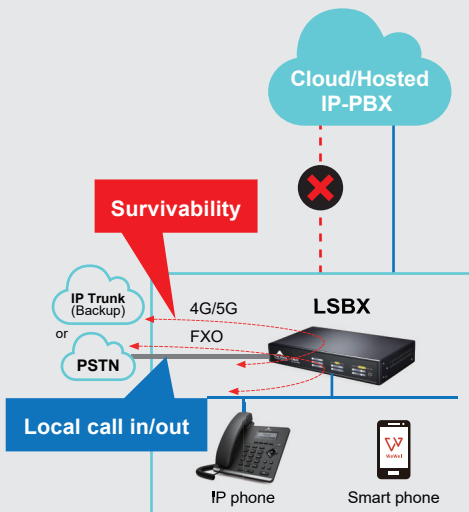 Cloud/Hosted
IP-PBX
Survivability
IP Trunk
(Backup)
or
PSTN
4G/5G
FXO
LSBX
Local call in/out
IP phone
Smart phone